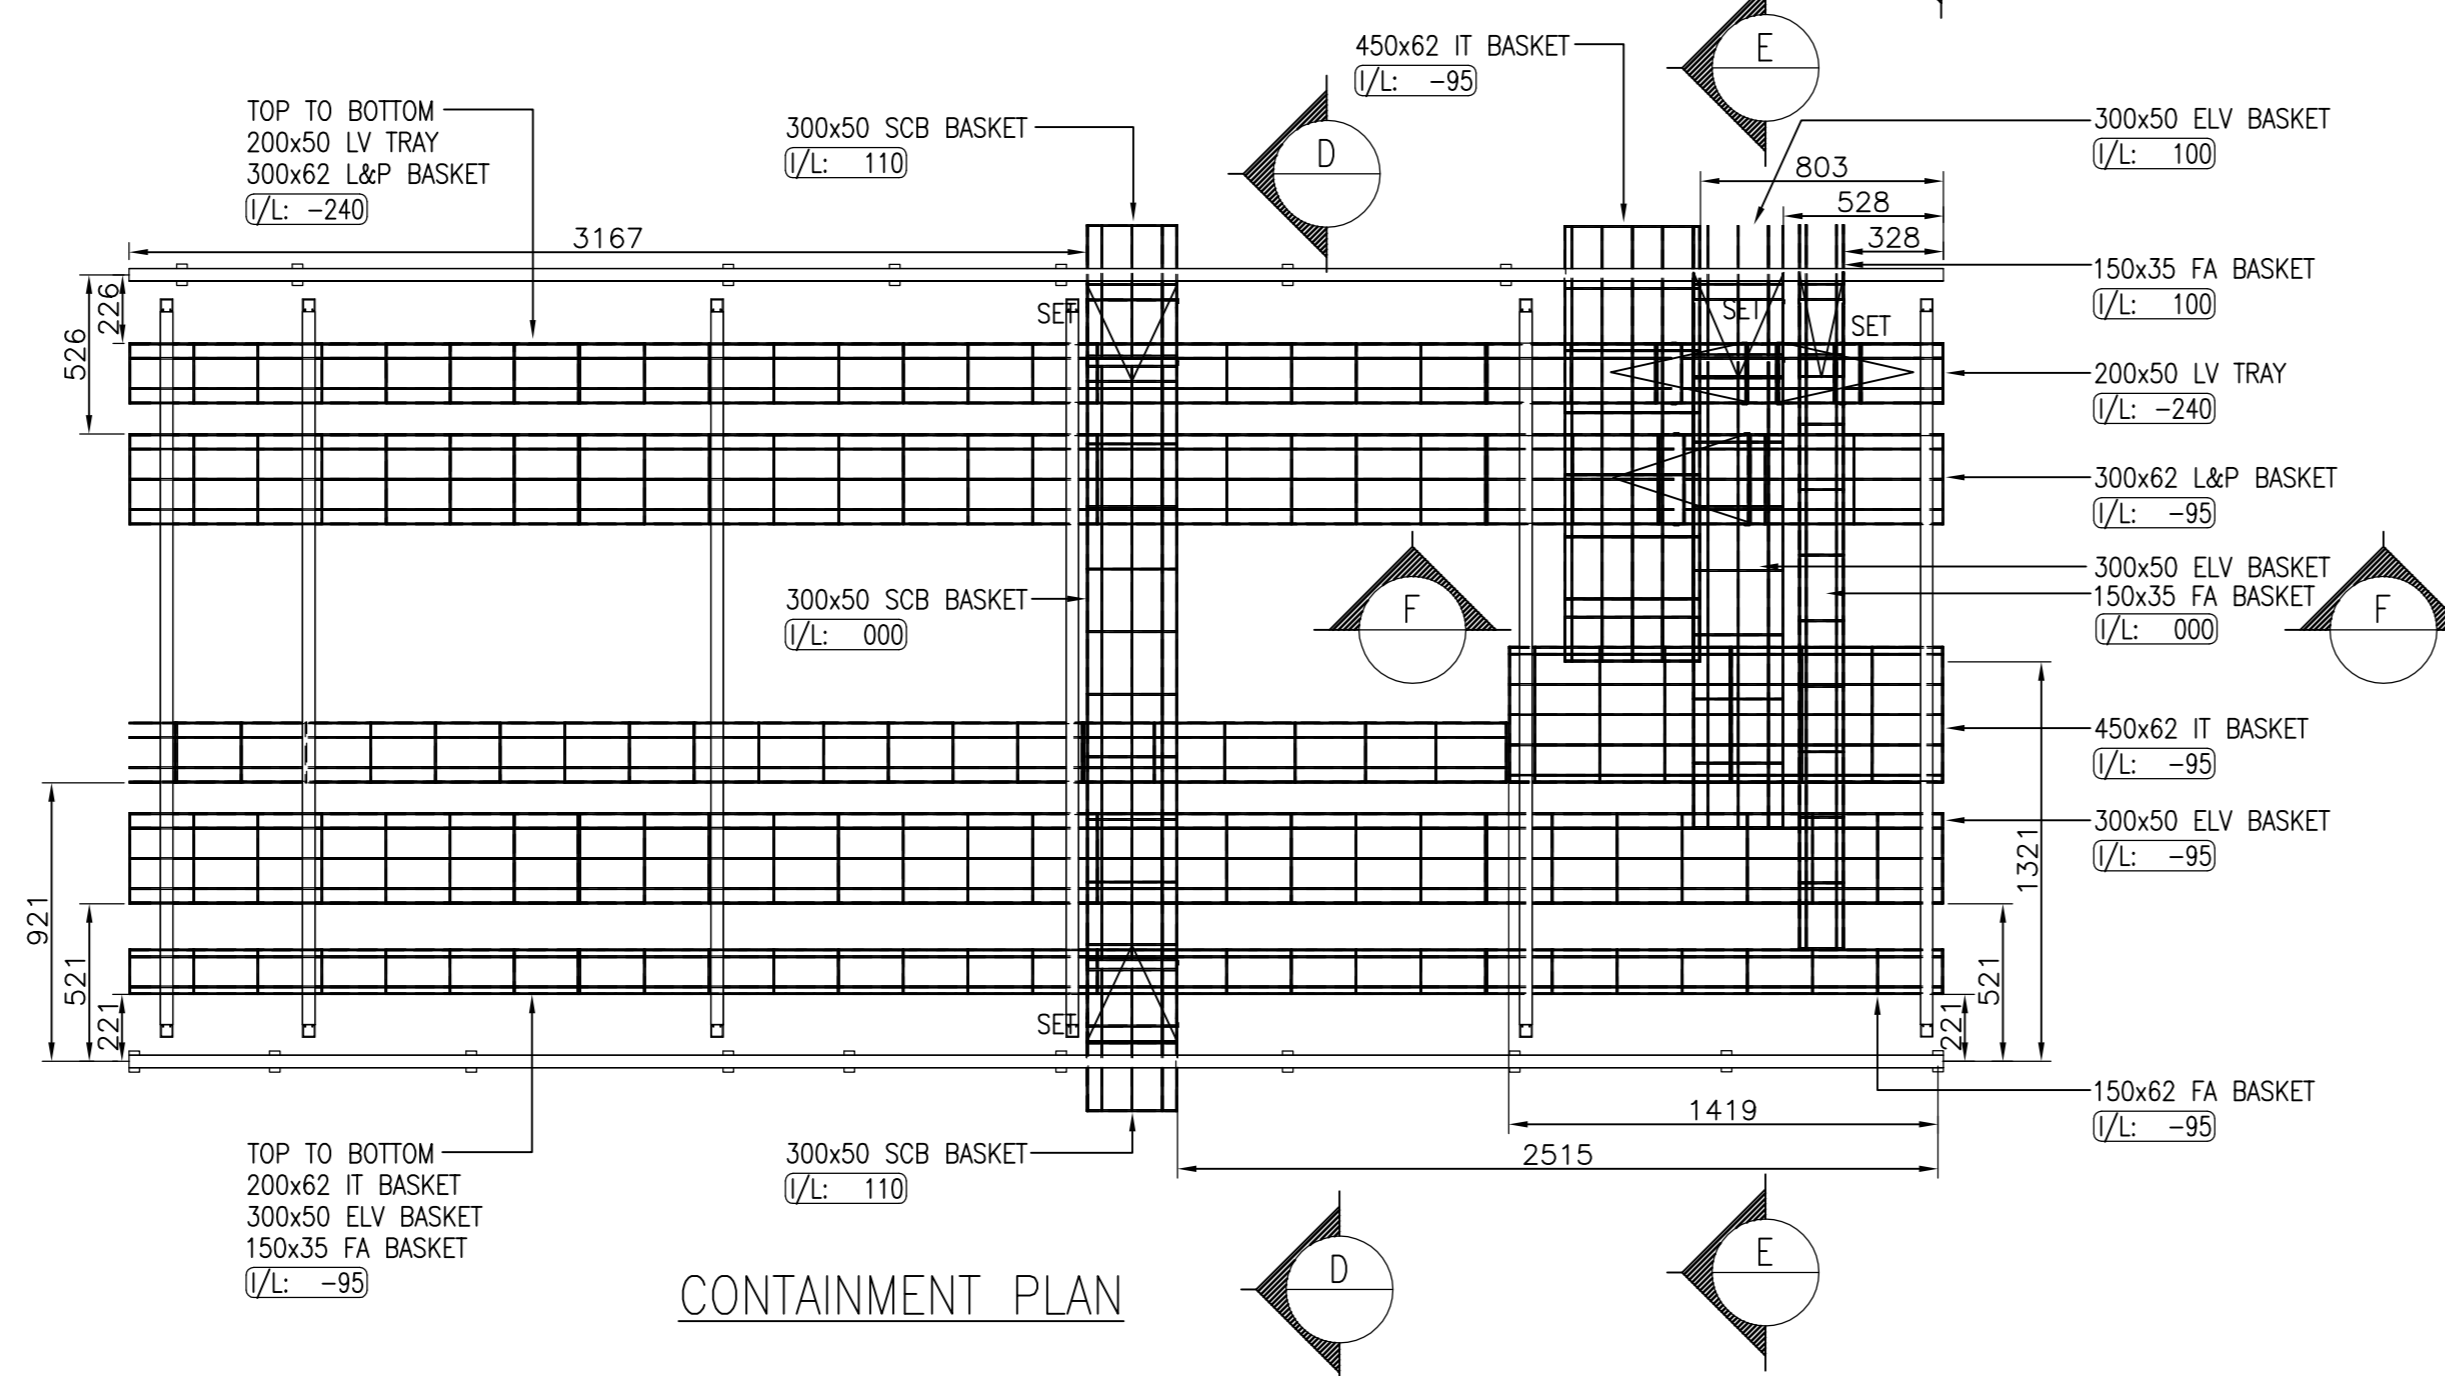 E
450x62 IT BASKET
I/L: -95
TOP TO BOTTOM
200x50 LV TRAY
300x62 L&P BASKET
I/L: -240
300x50 SCB BASKET
I/L: 110
D
300x50 ELV BASKET
I/L: 100
803
528
328
3167
226
526
150x35 FA BASKET
I/L: 100
SET
SET
SET
200x50 LV TRAY
I/L: -240
300x62 L&P BASKET
I/L: -95
300x50 SCB BASKET
I/L: 000
F
300x50 ELV BASKET
150x35 FA BASKET
I/L: 000
F
450x62 IT BASKET
I/L: -95
300x50 ELV BASKET
I/L: -95
1321
921
521
221
521
221
SET
150x62 FA BASKET
I/L: -95
1419
2515
TOP TO BOTTOM
200x62 IT BASKET
300x50 ELV BASKET
150x35 FA BASKET
I/L: -95
300x50 SCB BASKET
I/L: 110
D
E
CONTAINMENT PLAN